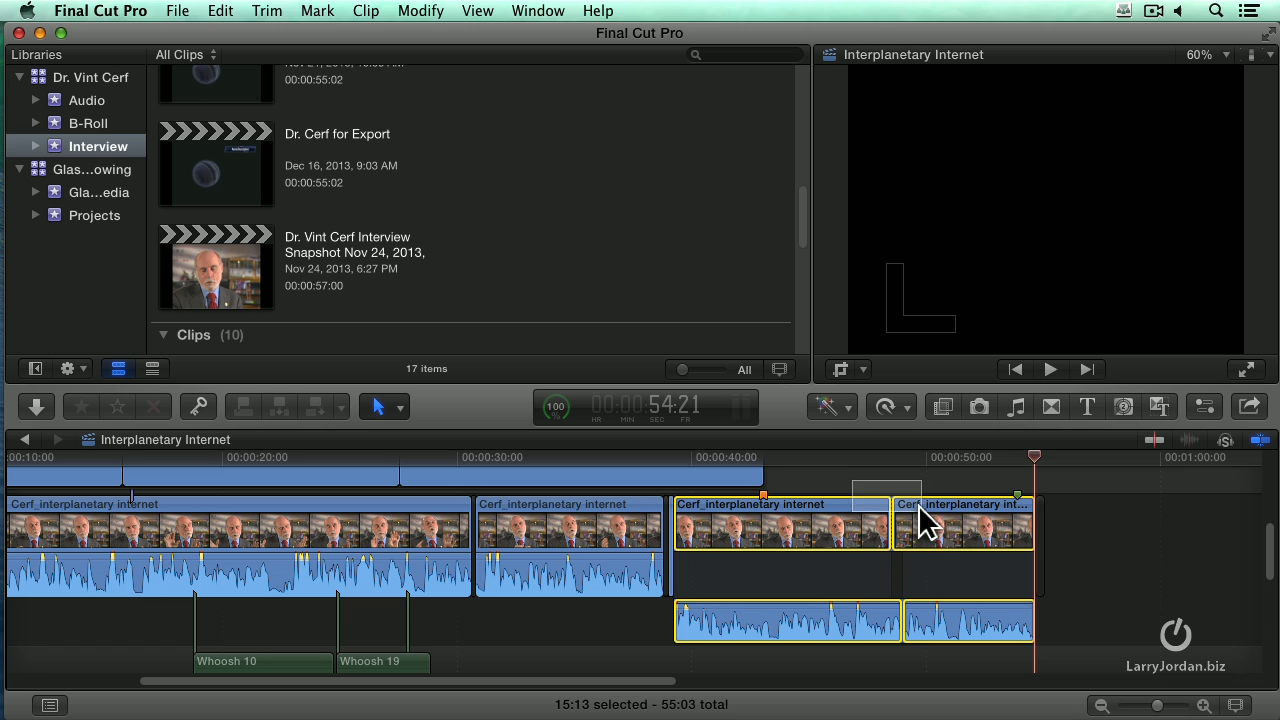 Final Cut Pro File Edit Trim Mark Clip Modify View Window Help
Final Cut Pro
Libraries
All Clips
Interplanetary Internet
60%
Dr. Vint Cerf
Audio
B-Roll
Interview
Glas...owing
Gla...edia
Projects
00:00:55:02
Dr. Cerf for Export
Dec 16, 2013, 9:03 AM
00:00:55:02
Dr. Vint Cerf Interview
Snapshot Nov 24, 2013,
Nov 24, 2013, 6:27 PM
00:00:57:00
Clips (10)
17 items
All
100
%
00:00:54:21
HR MIN SEC FR
Interplanetary Internet
:00:10:00 00:00:20:00 00:00:30:00 00:00:40:00 00:00:50:00 00:01:00:00
Cerf_interplanetary internet
Cerf_interplanetary internet
Cerf_interplanetary internet
Cerf_interplanetary int...
Whoosh 10
Whoosh 19
LarryJordan.biz
15:13 selected - 55:03 total